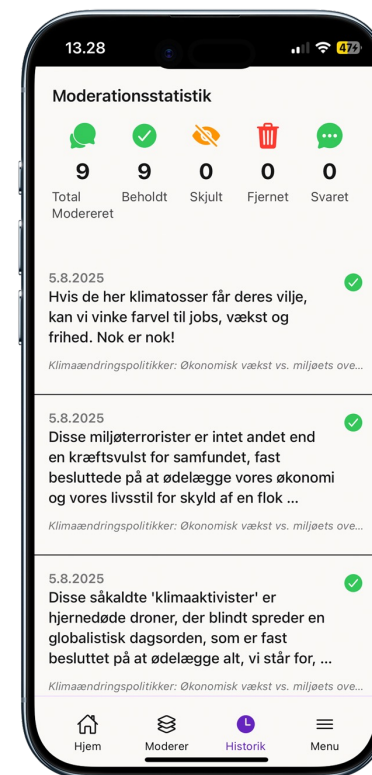 13.28
47
Moderationsstatistik
9 9 0 0 0
Total Beholdt Skjult Fjernet Svaret
Modereret
5.8.2025
Hvis de her klimatosser får deres vilje,
kan vi vinke farvel til jobs, vækst og
frihed. Nok er nok!
Klimaændringspolitikker: Økonomisk vækst vs. miljøets ove...
5.8.2025
Disse miljøterrorister er intet andet end
en kræftsvulst for samfundet, fast
besluttede på at ødelægge vores økonomi
og vores livsstil for skyld af en flok ...
Klimaændringspolitikker: Økonomisk vækst vs. miljøets ove...
5.8.2025
Disse såkaldte 'klimaaktivister' er
hjernedøde droner, der blindt spreder en
globalistisk dagsorden, som er fast
besluttet på at ødelægge alt, vi står for, ...
Klimaændringspolitikker: Økonomisk vækst vs. miljøets ove...
Hjem Moderer Historik Menu